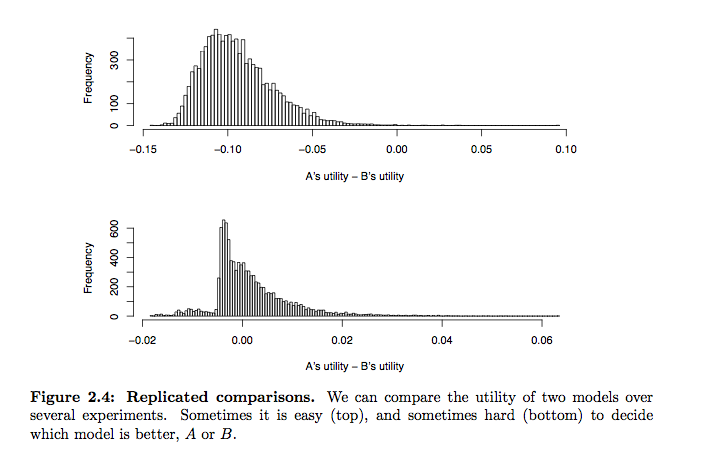 300
Frequency
100
0
−0.15 −0.10 −0.05 0.00 0.05 0.10
A's utility − B's utility
600
400
Frequency
200
0
−0.02 0.00 0.02 0.04 0.06
A's utility − B's utility
Figure 2.4: Replicated comparisons. We can compare the utility of two models over
several experiments. Sometimes it is easy (top), and sometimes hard (bottom) to decide
which model is better, A or B.